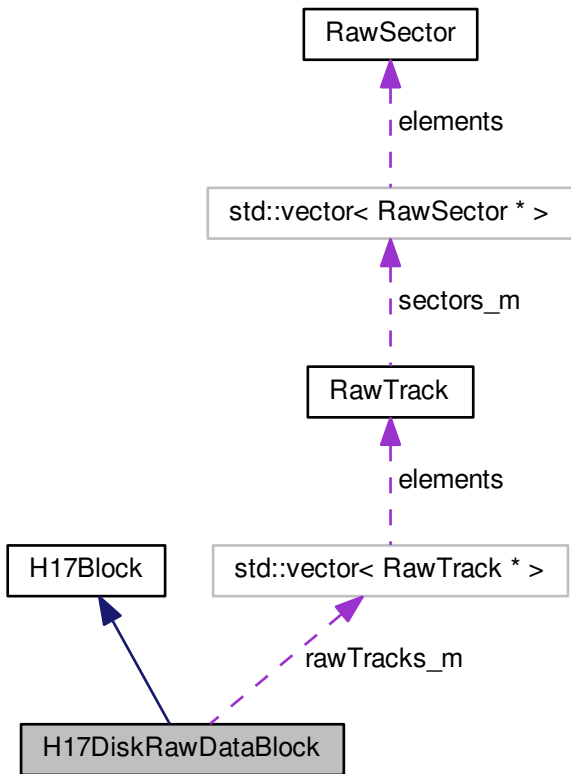 RawSector
elements
std::vector< RawSector * >
sectors_m
RawTrack
elements
H17Block
std::vector< RawTrack * >
rawTracks_m
H17DiskRawDataBlock